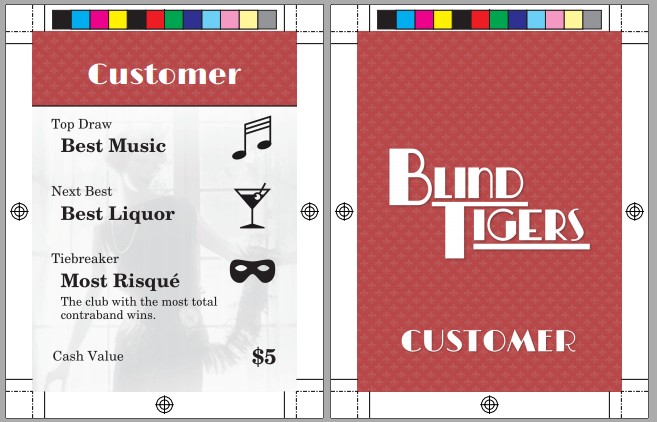 Customer
Top Draw
Best Music
Next Best
Best Liquor
Tiebreaker
Most Risqué
The club with the most total
contraband wins.
Cash Value
$5
BLIND
TIGERS
CUSTOMER